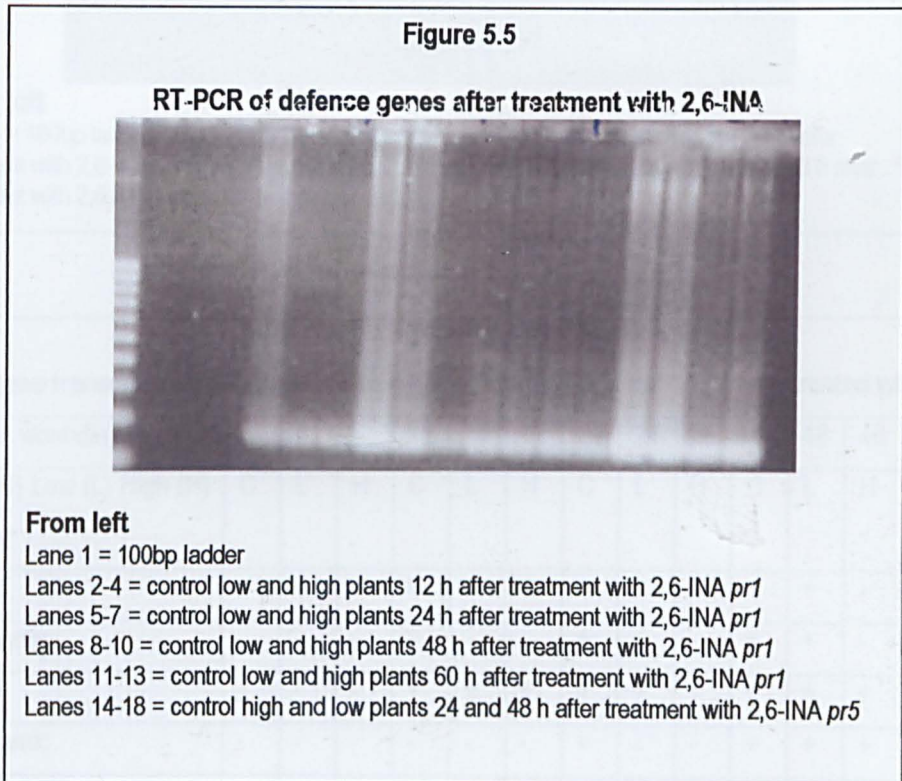 Figure 5.5
RT-PCR of defence genes after treatment with 2,6-INA
From left
Lane 1 = 100bp ladder
Lanes 2-4 = control low and high plants 12 h after treatment with 2,6-INA pr1
Lanes 5-7 = control low and high plants 24 h after treatment with 2,6-INA pr1
Lanes 8-10 = control low and high plants 48 h after treatment with 2,6-INA pr1
Lanes 11-13 = control low and high plants 60 h after treatment with 2,6-INA pr1
Lanes 14-18 = control high and low plants 24 and 48 h after treatment with 2,6-INA pr5